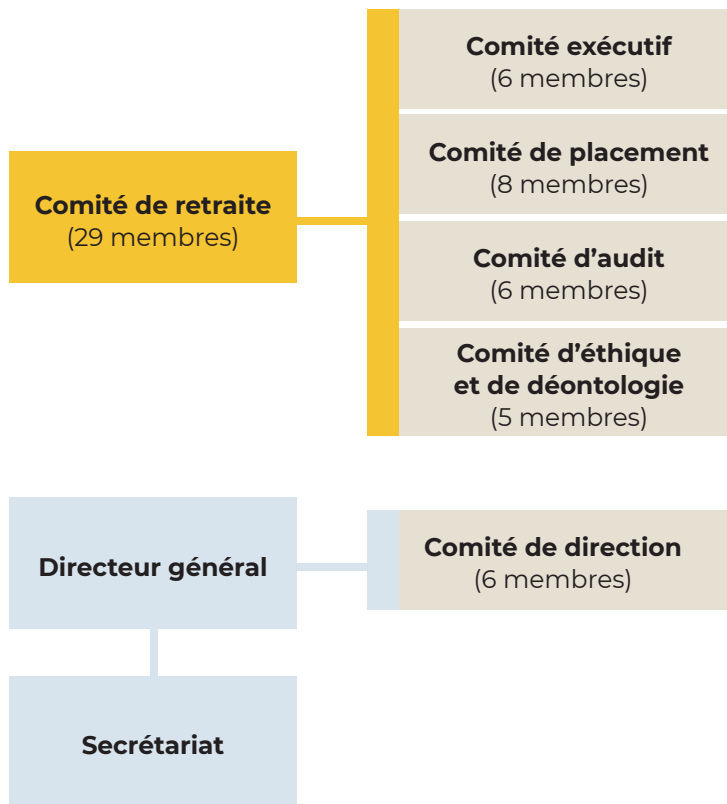 Comité de retraite
(29 membres)
Comité exécutif
(6 membres)
Comité de placement
(8 membres)
Comité d’audit
(6 membres)
Comité d’éthique
et de déontologie
(5 membres)
Directeur général
Comité de direction
(6 membres)
Secrétariat